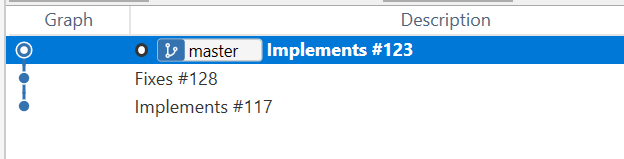 Graph Description
master Implements #123
Fixes #128
Implements #117